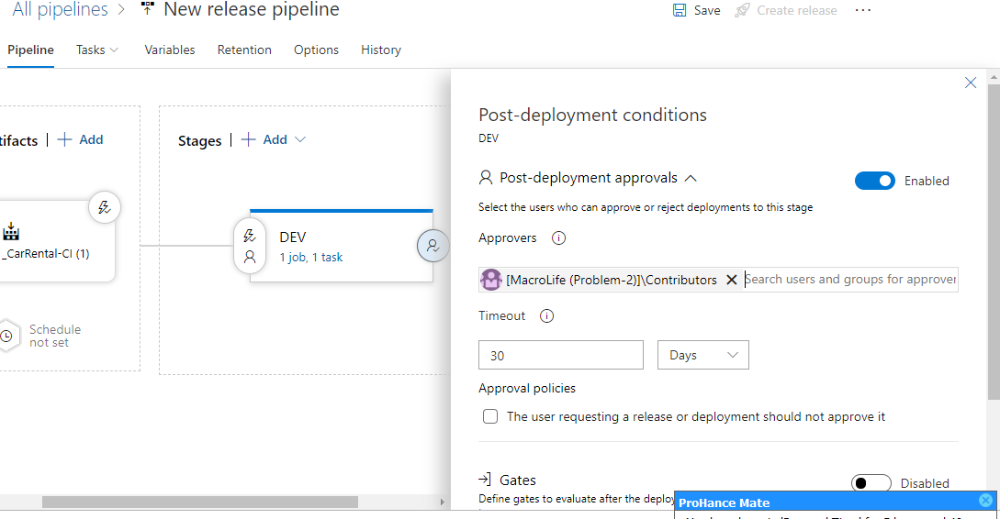 All pipelines > New release pipeline
Save Create release ...
Pipeline Tasks Variables Retention Options History
Post-deployment conditions
DEV
tifacts | + Add
Stages | + Add
Post-deployment approvals
Enabled
Select the users who can approve or reject deployments to this stage
Approvers
_CarRental-CI (1)
DEV
1 job, 1 task
[MacroLife (Problem-2)]\Contributors
Search users and groups for approver
Timeout
Schedule
not set
30
Days
Approval policies
The user requesting a release or deployment should not approve it
Gates
Disabled
Define gates to evaluate after the deploy
ProHance Mate